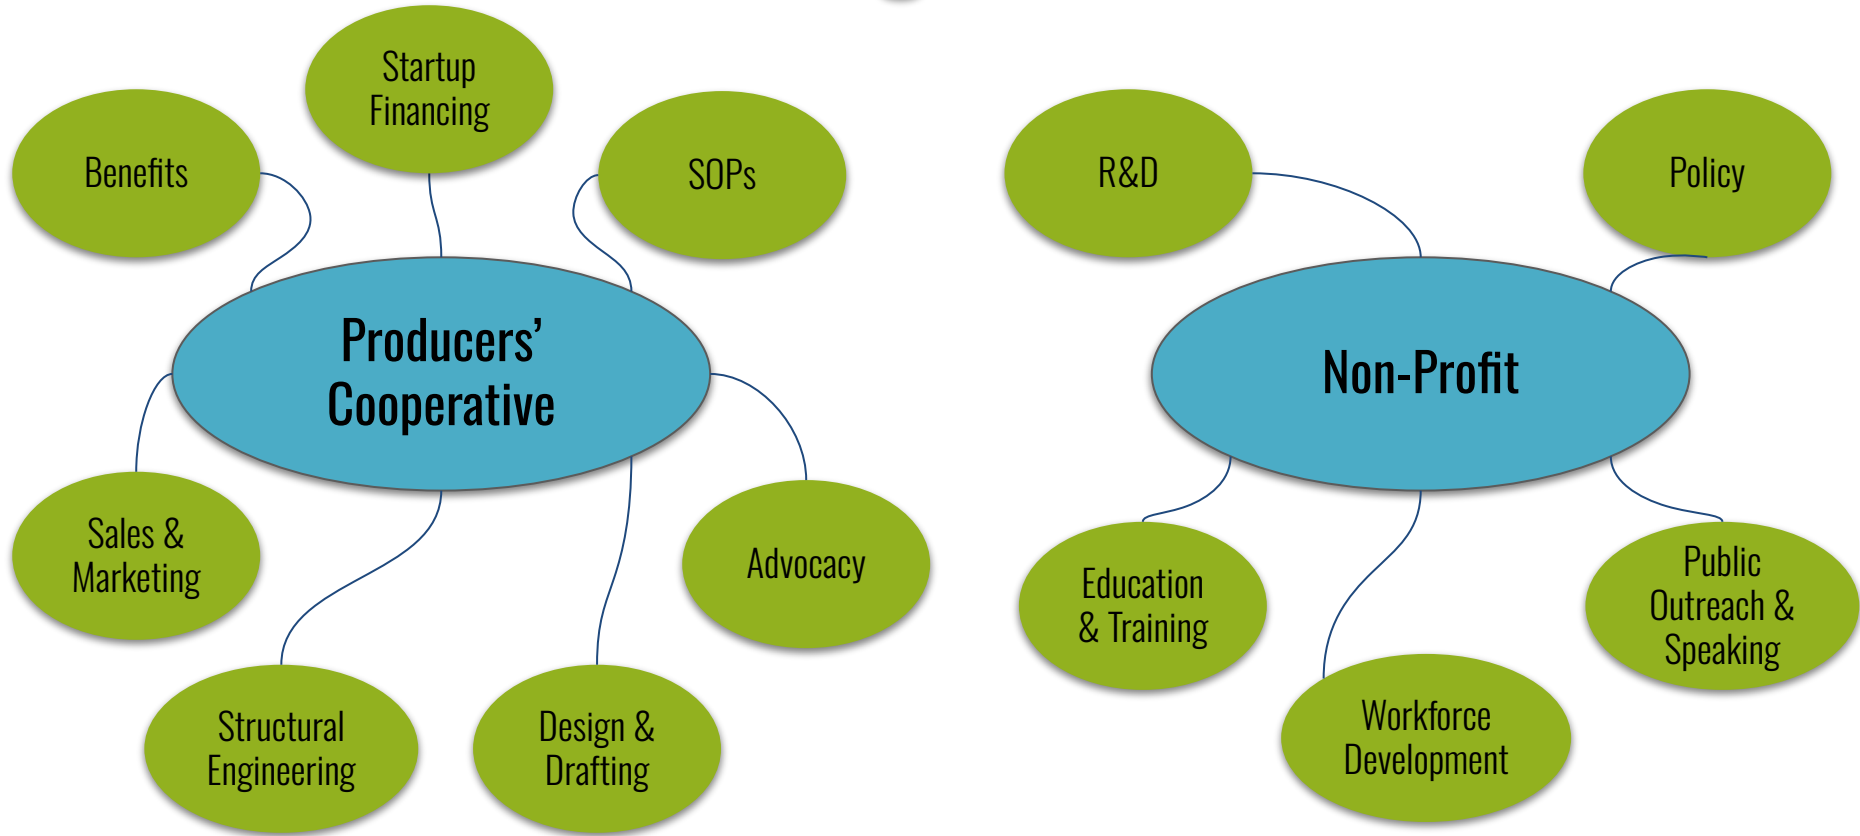 Startup
Financing
Benefits
SOPs
Producers’
Cooperative
Sales &
Marketing
Advocacy
Structural
Engineering
Design &
Drafting
R&D
Policy
Non-Profit
Education
& Training
Public
Outreach &
Speaking
Workforce
Development